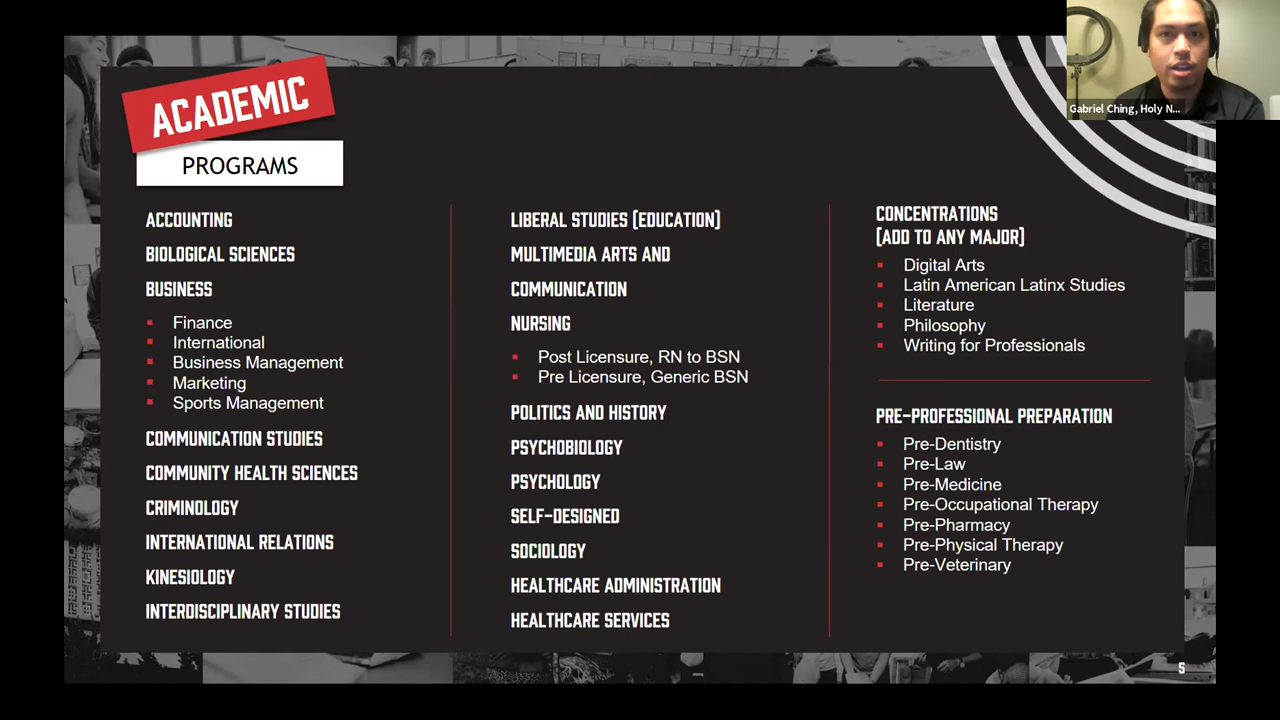 ACADEMIC
PROGRAMS
ACCOUNTING
BIOLOGICAL SCIENCES
BUSINESS
Finance
International
Business Management
Marketing
Sports Management
COMMUNICATION STUDIES
COMMUNITY HEALTH SCIENCES
CRIMINOLOGY
INTERNATIONAL RELATIONS
KINESIOLOGY
INTERDISCIPLINARY STUDIES
LIBERAL STUDIES (EDUCATION)
MULTIMEDIA ARTS AND
COMMUNICATION
NURSING
Post Licensure, RN to BSN
Pre Licensure, Generic BSN
POLITICS AND HISTORY
PSYCHOBIOLOGY
PSYCHOLOGY
SELF-DESIGNED
SOCIOLOGY
HEALTHCARE ADMINISTRATION
HEALTHCARE SERVICES
CONCENTRATIONS
(ADD TO ANY MAJOR)
Digital Arts
Latin American Latinx Studies
Literature
Philosophy
Writing for Professionals
PRE-PROFESSIONAL PREPARATION
Pre-Dentistry
Pre-Law
Pre-Medicine
Pre-Occupational Therapy
Pre-Pharmacy
Pre-Physical Therapy
Pre-Veterinary
Gabriel Ching, Holy N...
5